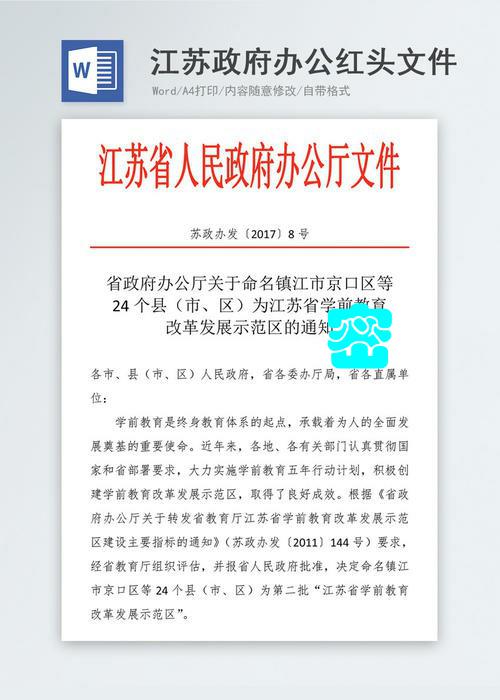 W
江苏政府办公红头文件
Word/A4打印/内容随意修改/自带格式
江苏省人民政府办公厅文件
苏政办发〔2017〕8 号
省政府办公厅关于命名镇江市京口区等
24 个县（市、区）为江苏省学前教育
改革发展示范区的通知
各市、县（市、区）人民政府，省各委办厅局，省各直属单
位：
学前教育是终身教育体系的起点，承载着为人的全面发
展奠基的重要使命。近年来，各地、各有关部门认真贯彻国
家和省部署要求，大力实施学前教育五年行动计划，积极创
建学前教育改革发展示范区，取得了良好成效。根据《省政
府办公厅关于转发省教育厅江苏省学前教育改革发展示范
区建设主要指标的通知》（苏政办发〔2011〕144 号）要求，
经省教育厅组织评估，并报省人民政府批准，决定命名镇江
市京口区等 24 个县（市、区）为第二批“江苏省学前教育
改革发展示范区”。